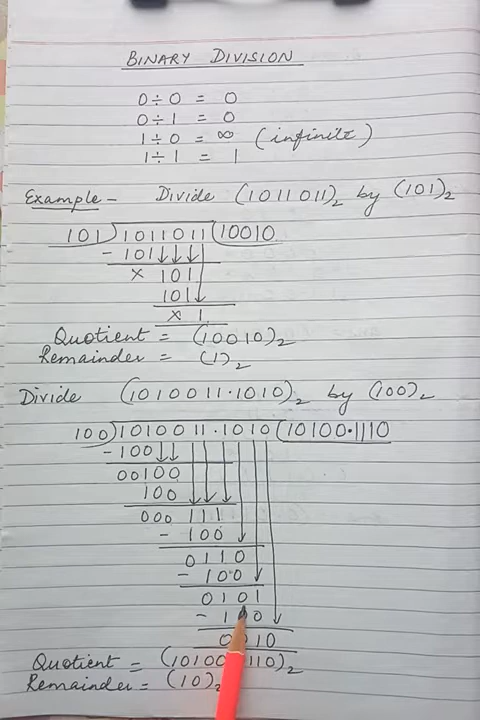 BINARY DIVISION
0 ÷ 0 = 0
0 ÷ 1 = 0
1 ÷ 0 = ∞ (infinite)
1 ÷ 1 = 1
Example - Divide (1011011)₂ by (101)₂
101)1011011(10010
- 101
× 101
101
× 1
Quotient = (10010)₂
Remainder = (1)₂
Divide (1010011.1010)₂ by (100)₂
100)1010011.1010(10100.1110
- 100
00100
100
000 111
- 100
0110
- 100
0101
- 100
0010
Quotient = (10100 110)₂
Remainder = (10)₂